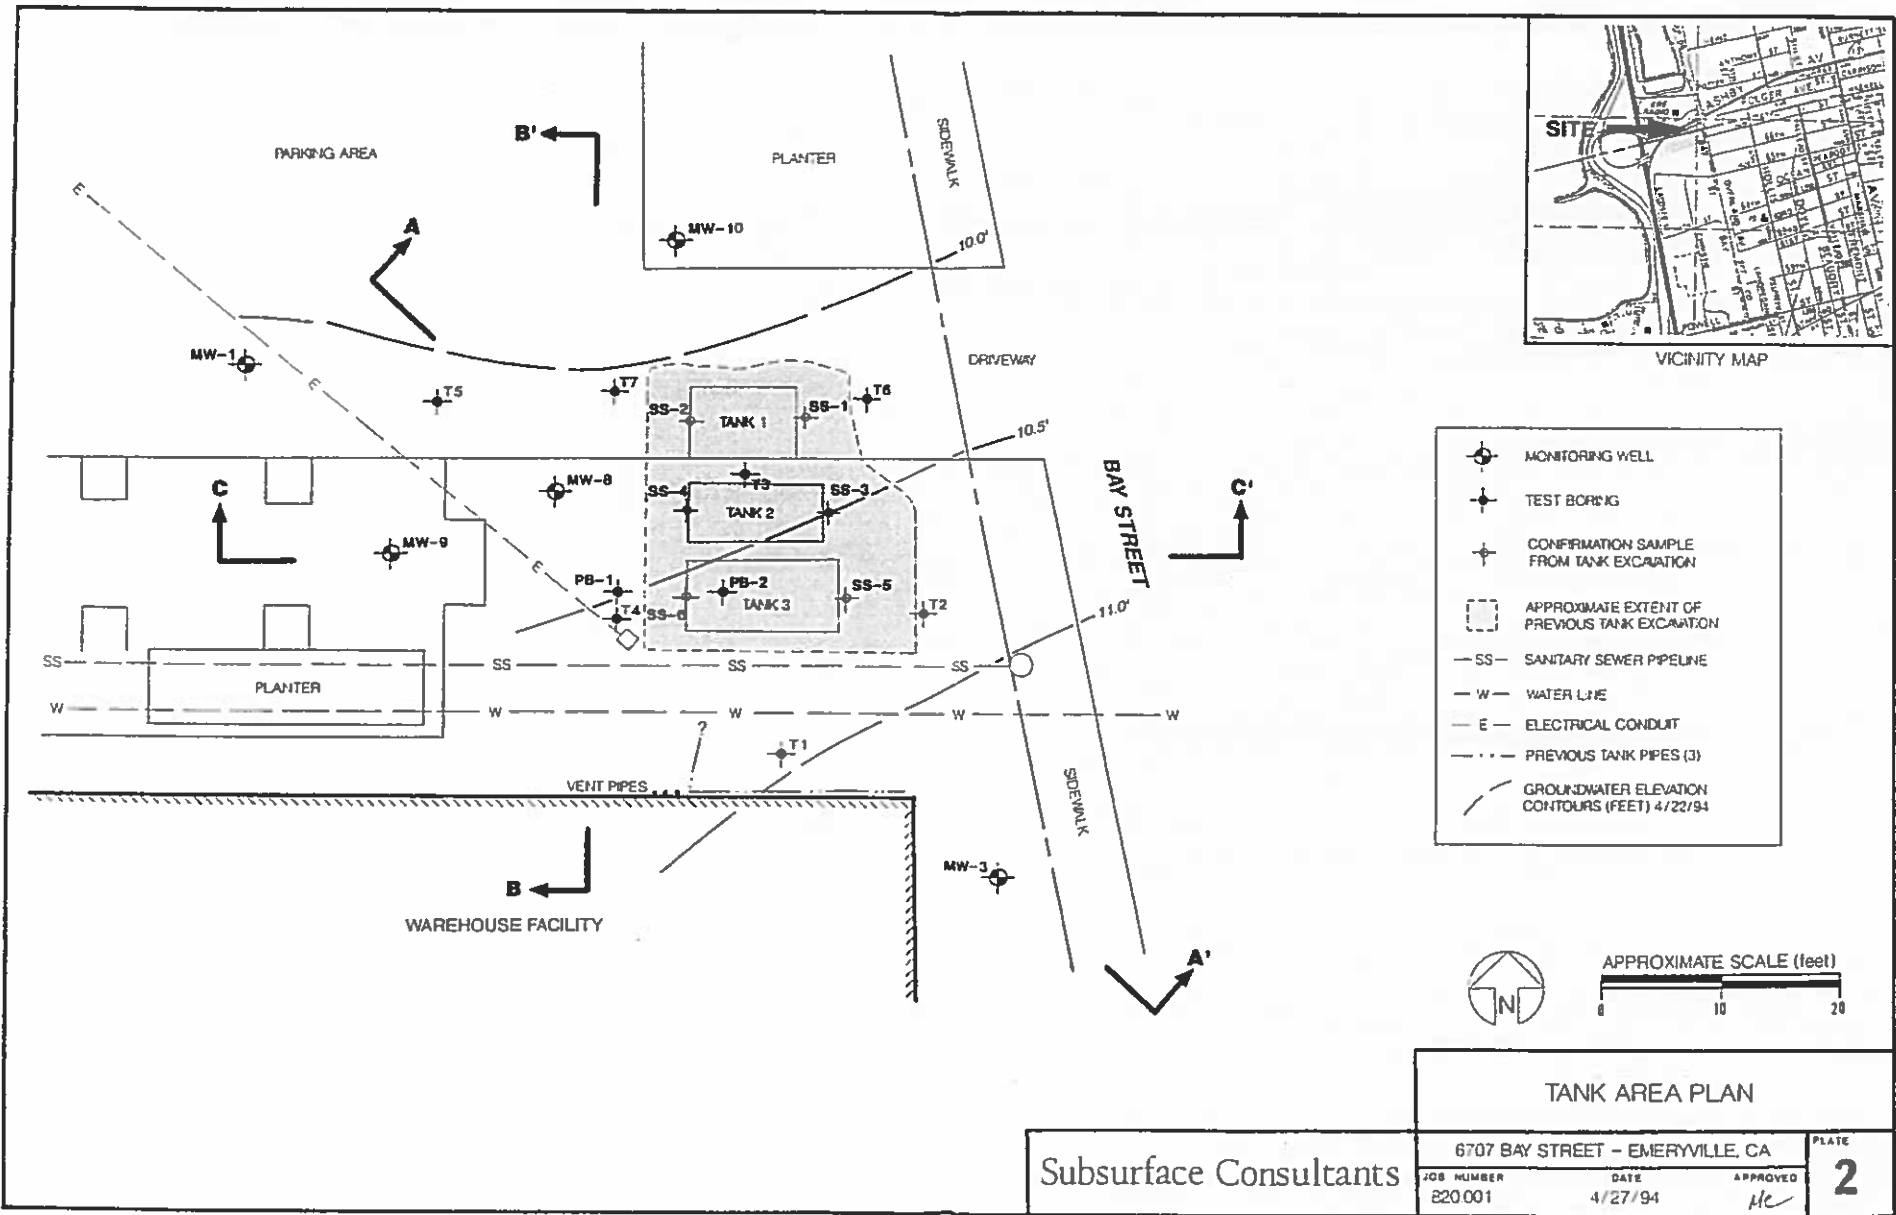 PARKING AREA
B'
PLANTER
SIDEWALK
A
MW-10
10.0'
SITE
ASHBY
FOLGER AVE
POWELL
VICINITY MAP
E
MW-1
E
T5
T7
SS-2
TANK 1
SS-1
T6
DRIVEWAY
10.5'
BAY STREET
C
MW-8
T3
SS-4
TANK 2
SS-3
C'
MW-9
E
PB-1
T4
SS-6
PB-2
TANK 3
SS-5
T2
11.0'
SS
SS
SS
SS
PLANTER
W
W
W
W
W
?
T1
VENT PIPES
SIDEWALK
MW-3
B
WAREHOUSE FACILITY
A'
MONITORING WELL
TEST BORING
CONFIRMATION SAMPLE
FROM TANK EXCAVATION
APPROXIMATE EXTENT OF
PREVIOUS TANK EXCAVATION
SS SANITARY SEWER PIPELINE
W WATER LINE
E ELECTRICAL CONDUIT
PREVIOUS TANK PIPES (3)
GROUNDWATER ELEVATION
CONTOURS (FEET) 4/22/94
N
APPROXIMATE SCALE (feet)
0 10 20
TANK AREA PLAN
Subsurface Consultants
6707 BAY STREET - EMERYVILLE, CA
JOB NUMBER
820.001
DATE
4/27/94
APPROVED
PLATE
2